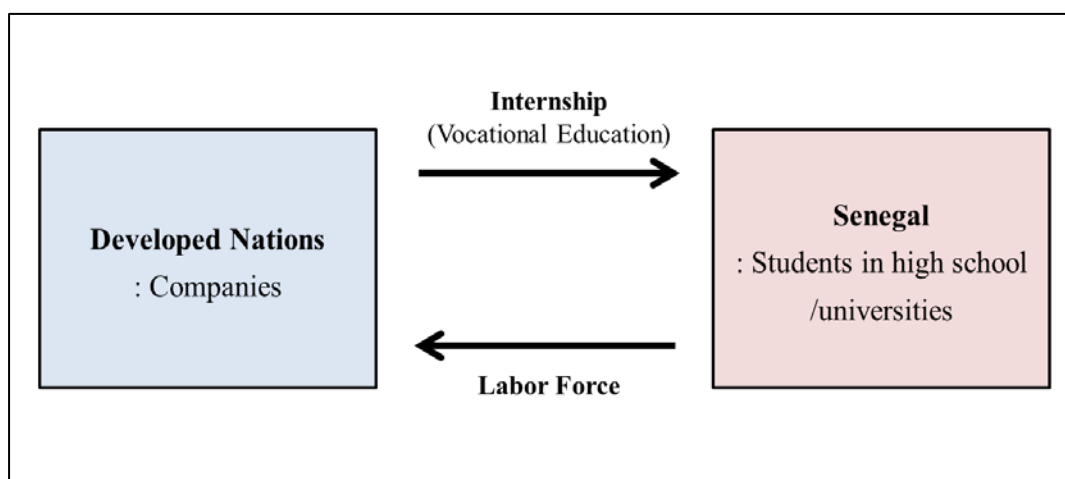 Internship
(Vocational Education)
Developed Nations
: Companies
Senegal
: Students in high school
/universities
Labor Force